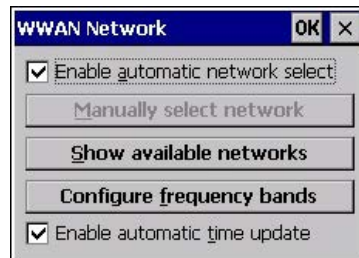 WWAN Network OK ×
Enable automatic network select
Manually select network
Show available networks
Configure frequency bands
Enable automatic time update